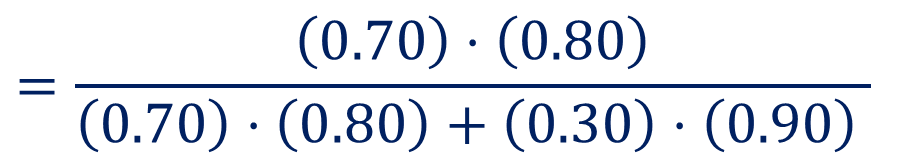 (0.70) · (0.80)
=
(0.70) · (0.80) + (0.30) · (0.90)